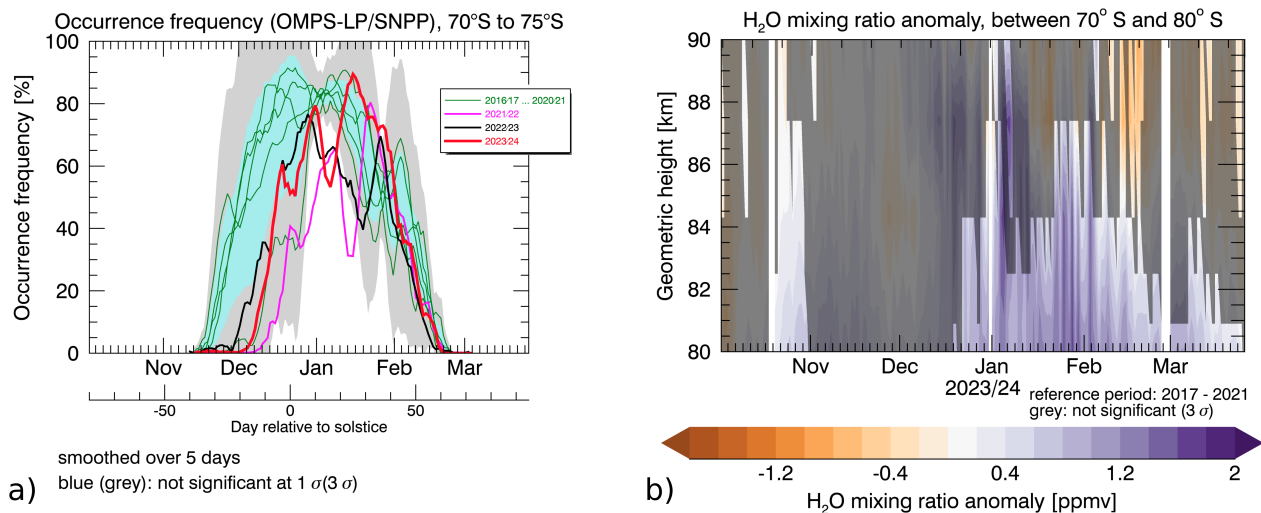 Occurrence frequency (OMPS-LP/SNPP), 70°S to 75°S
Occurrence frequency [%]
100
80
60
40
20
0
2016-17 ... 2020-21
2021-22
2022-23
2023-24
Nov Dec Jan Feb Mar
-50 0 50
Day relative to solstice
smoothed over 5 days
blue (grey): not significant at 1 σ(3 σ)
a)
H₂O mixing ratio anomaly, between 70° S and 80° S
Geometric height [km]
90
88
86
84
82
80
Nov Dec Jan Feb Mar
2023/24
reference period: 2017 - 2021
grey: not significant (3 σ)
-1.2 -0.4 0.4 1.2 2
H₂O mixing ratio anomaly [ppmv]
b)